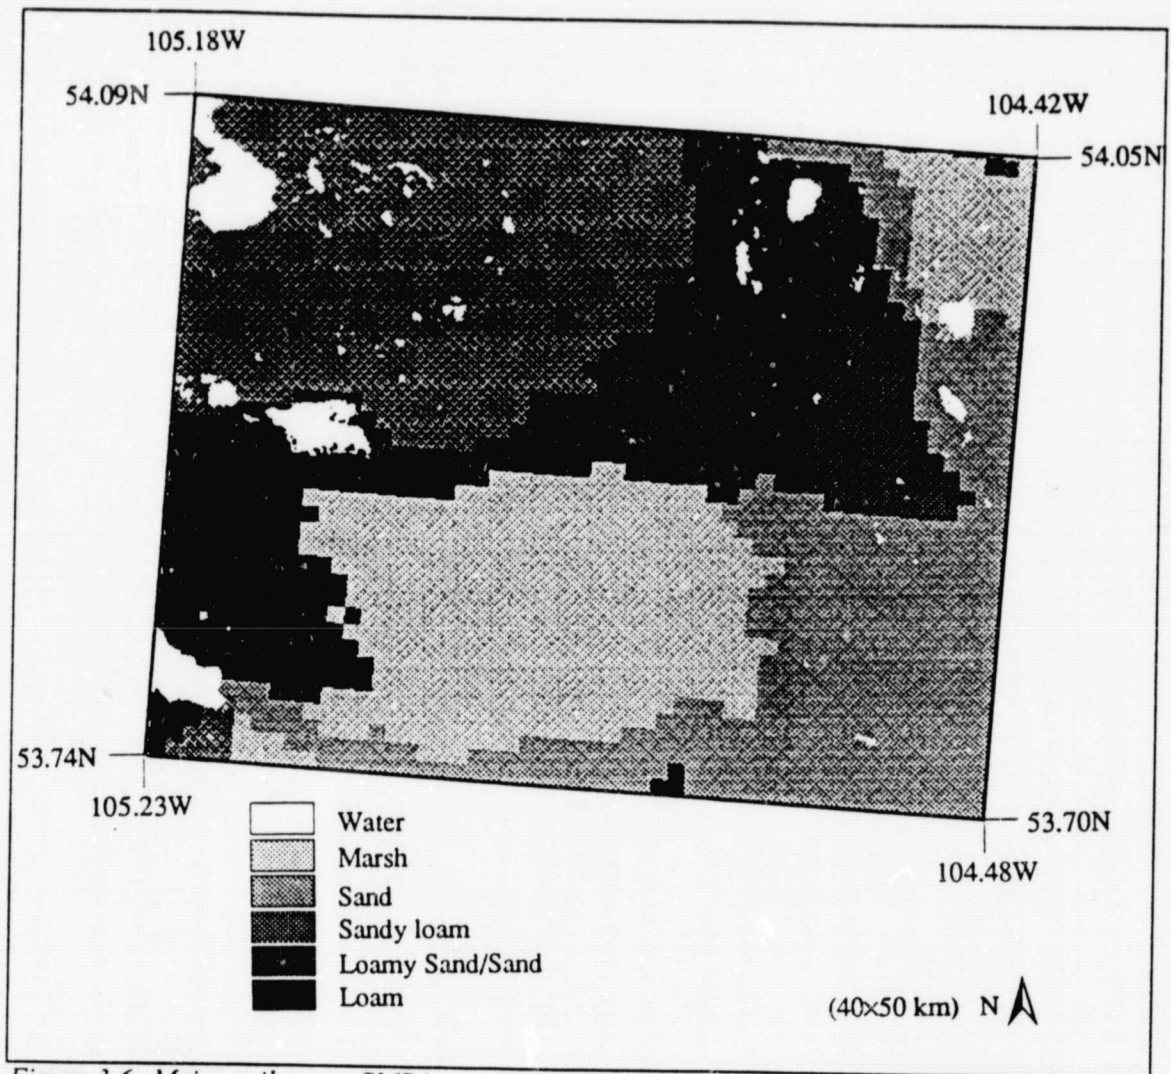 105.18W
54.09N
104.42W
54.05N
53.74N
105.23W
53.70N
104.48W
Water
Marsh
Sand
Sandy loam
Loamy Sand/Sand
Loam
(40×50 km) N